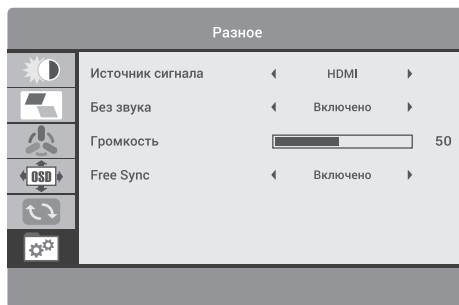 Разное
Источник сигнала HDMI
Без звука Включено
Громкость 50
OSD
Free Sync Включено